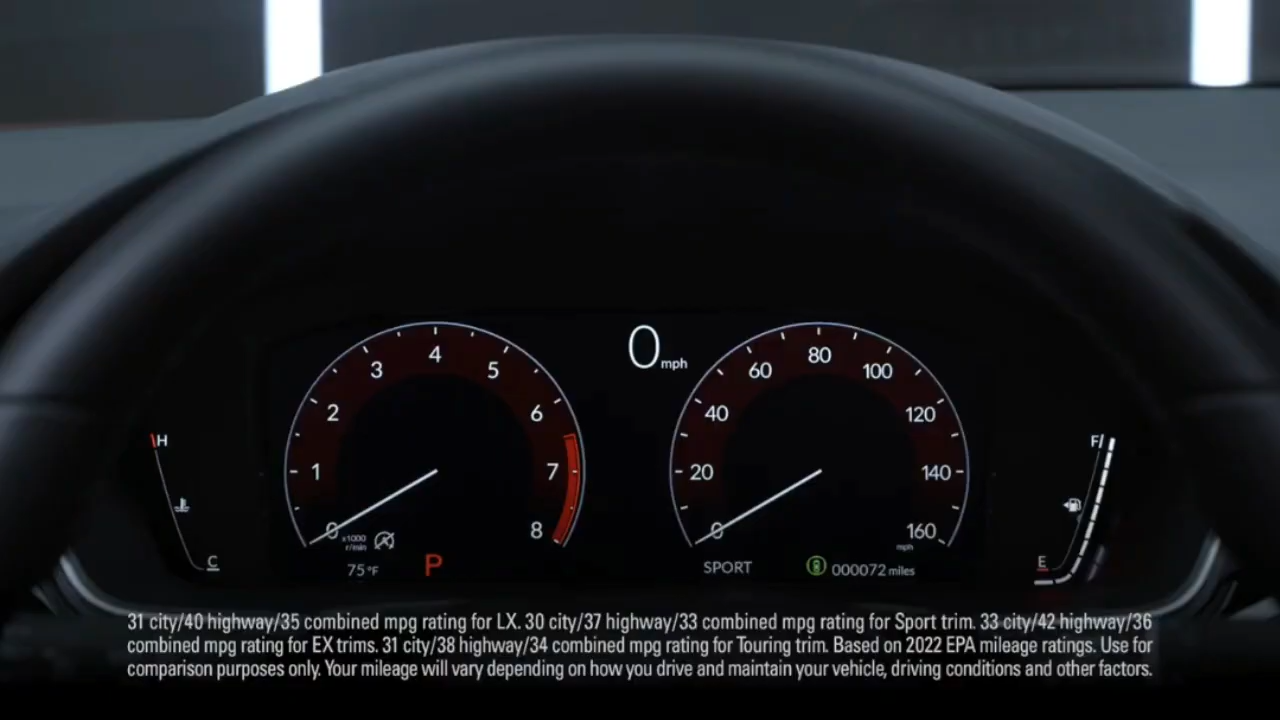 0 mph
0 1 2 3 4 5 6 7 8
x1000
r/min
0 20 40 60 80 100 120 140 160
mph
H
C
F
E
75 °F
P
SPORT
000072 miles
31 city/40 highway/35 combined mpg rating for LX. 30 city/37 highway/33 combined mpg rating for Sport trim. 33 city/42 highway/36
combined mpg rating for EX trims. 31 city/38 highway/34 combined mpg rating for Touring trim. Based on 2022 EPA mileage ratings. Use for
comparison purposes only. Your mileage will vary depending on how you drive and maintain your vehicle, driving conditions and other factors.